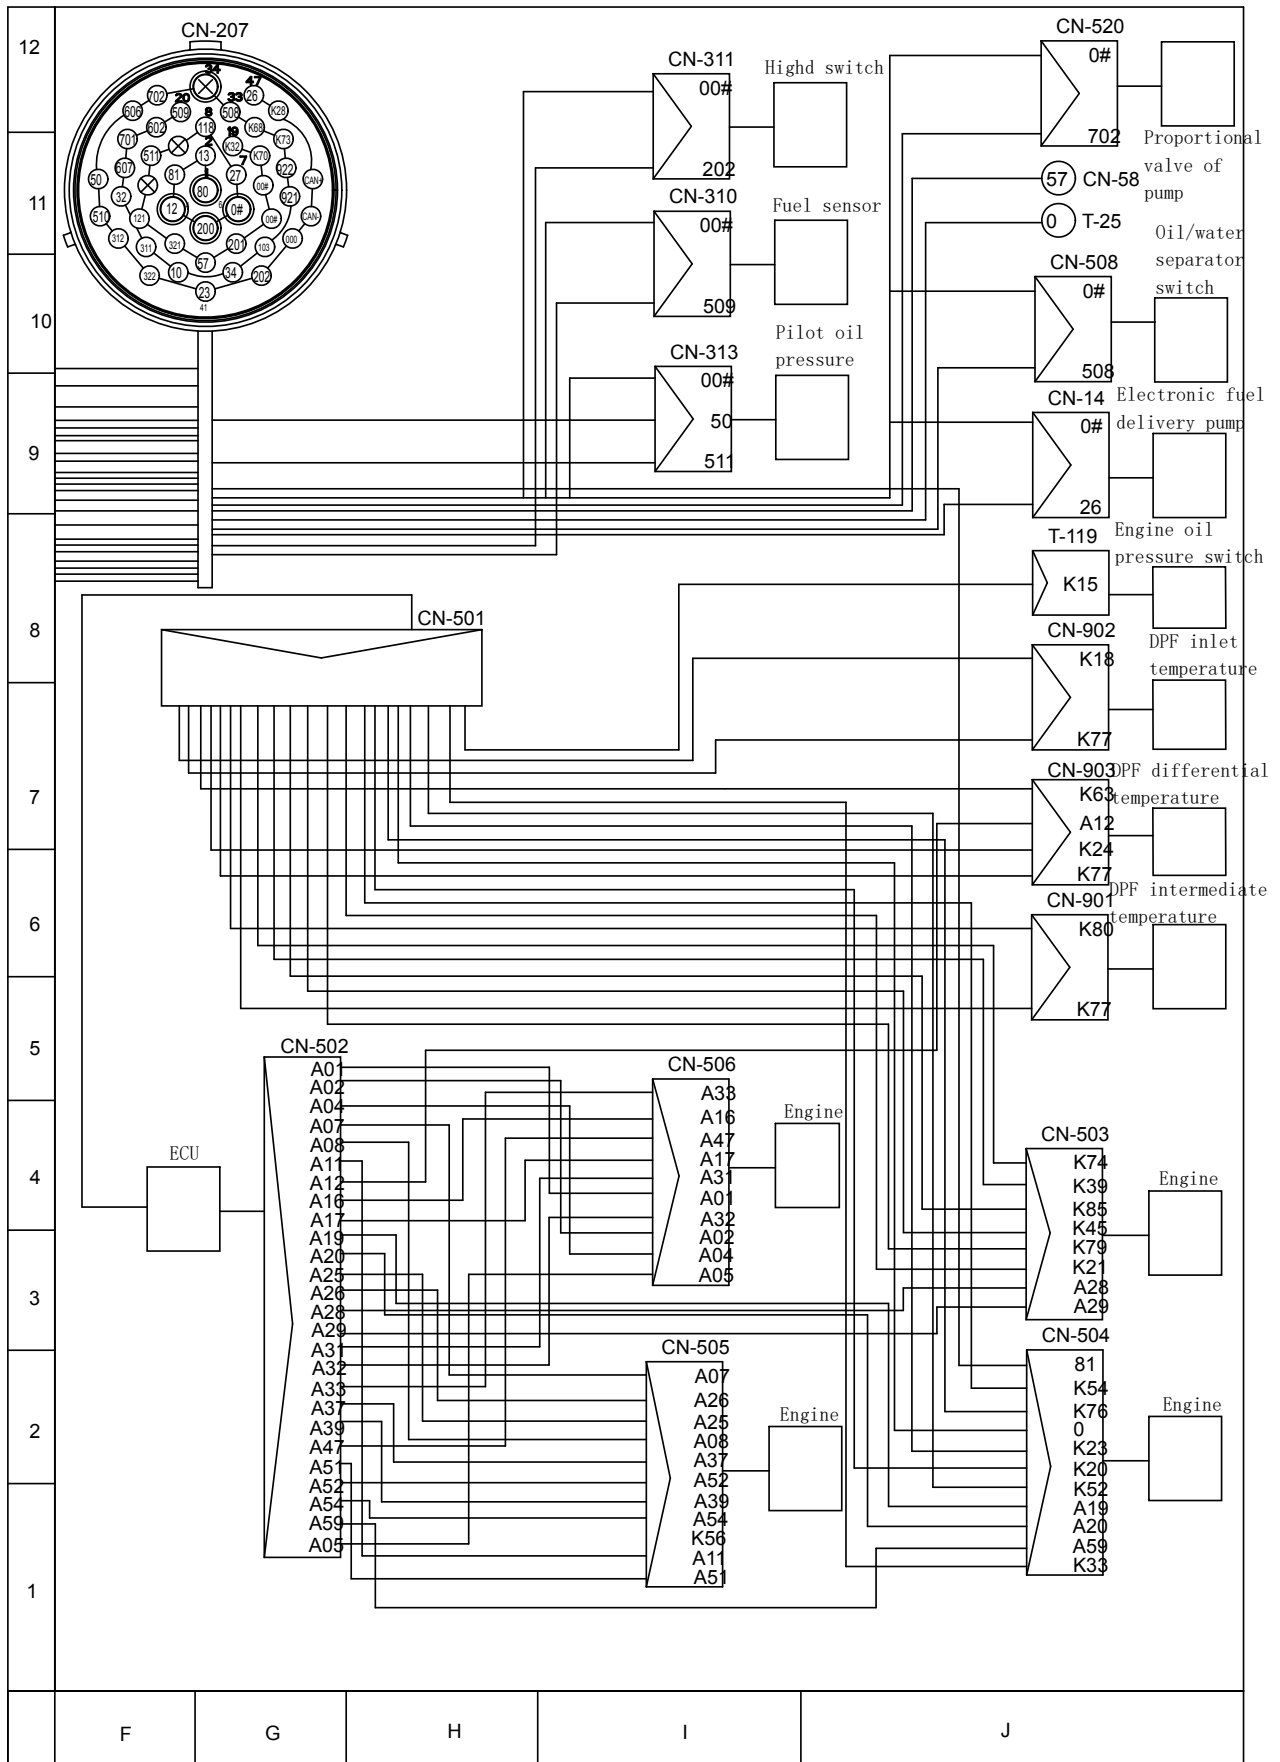 12
11
10
9
8
7
6
5
4
3
2
1
F
G
H
I
J
CN-207
34
47
702
20
26
606
509
8
33
508
K28
602
118
K68
701
2
19
K73
511
13
K32
K70
7
607
81
27
922
50
1
80
00#
CAN+
32
12
6
0#
921
510
121
200
00#
CAN-
312
311
321
201
103
000
57
322
10
34
202
23
41
CN-311
00#
202
Highd switch
CN-310
00#
509
Fuel sensor
CN-313
00#
50
511
Pilot oil
pressure
CN-520
0#
702
Proportional
valve of
pump
57
CN-58
0
T-25
Oil/water
separator
switch
CN-508
0#
508
CN-14
0#
26
Electronic fuel
delivery pump
T-119
K15
Engine oil
pressure switch
CN-902
K18
K77
DPF inlet
temperature
CN-903
K63
A12
K24
K77
DPF differential
temperature
CN-901
K80
K77
DPF intermediate
temperature
CN-501
ECU
CN-502
A01
A02
A04
A07
A08
A11
A12
A16
A17
A19
A20
A25
A26
A28
A29
A31
A32
A33
A37
A39
A47
A51
A52
A54
A59
A05
CN-506
A33
A16
A47
A17
A31
A01
A32
A02
A04
A05
Engine
CN-505
A07
A26
A25
A08
A37
A52
A39
A54
K56
A11
A51
Engine
CN-503
K74
K39
K85
K45
K79
K21
A28
A29
Engine
CN-504
81
K54
K76
0
K23
K20
K52
A19
A20
A59
K33
Engine